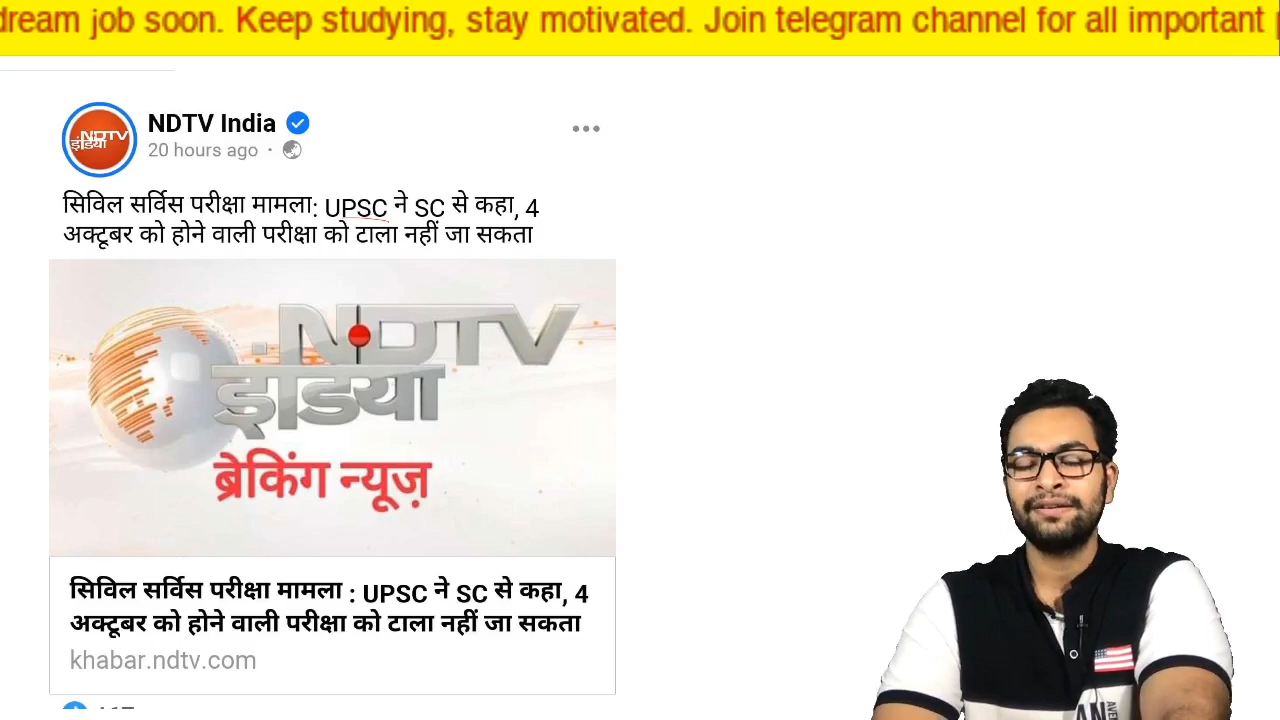 dream job soon. Keep studying, stay motivated. Join telegram channel for all important
NDTV
इंडिया
NDTV India
20 hours ago ·
सिविल सर्विस परीक्षा मामला: UPSC ने SC से कहा, 4
अक्टूबर को होने वाली परीक्षा को टाला नहीं जा सकता
NDTV
इंडिया
ब्रेकिंग न्यूज़
सिविल सर्विस परीक्षा मामला : UPSC ने SC से कहा, 4
अक्टूबर को होने वाली परीक्षा को टाला नहीं जा सकता
khabar.ndtv.com